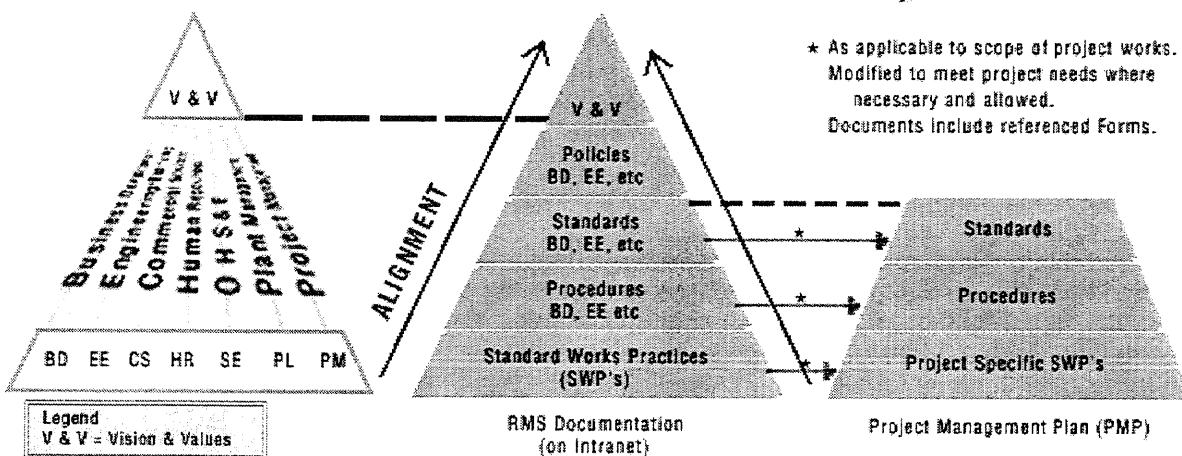 ★ As applicable to scope of project works.
Modified to meet project needs where
necessary and allowed.
Documents include referenced Forms.
V & V
Business
Engineering
Commercial
Human
O H S & E
Plant
Project
BD EE CS HR SE PL PM
Legend
V & V = Vision & Values
ALIGNMENT
V & V
Policies
BD, EE, etc
Standards
BD, EE, etc
Procedures
BD, EE etc
Standard Works Practices
(SWP's)
RMS Documentation
(on Intranet)
★
★
★
Standards
Procedures
Project Specific SWP's
Project Management Plan (PMP)